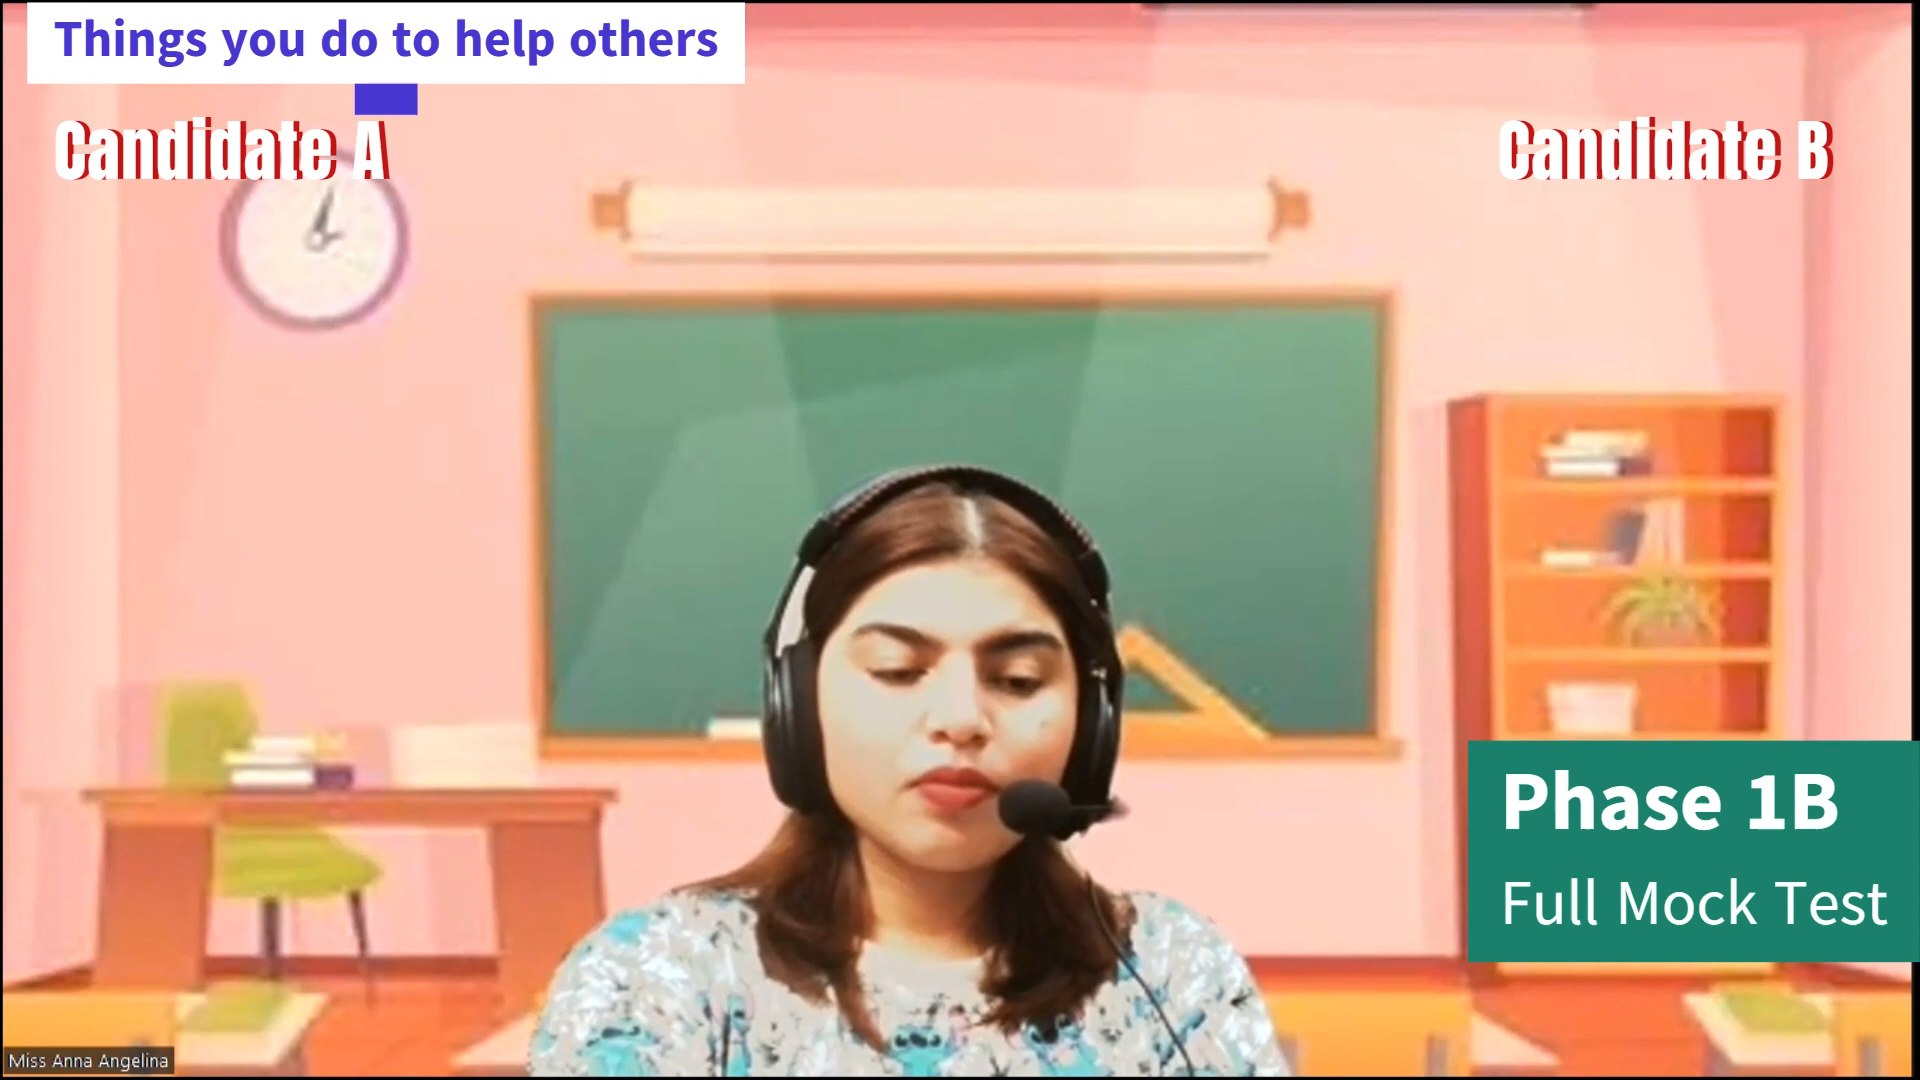 Things you do to help others
Candidate A
Candidate B
Phase 1B
Full Mock Test
Miss Anna Angelina